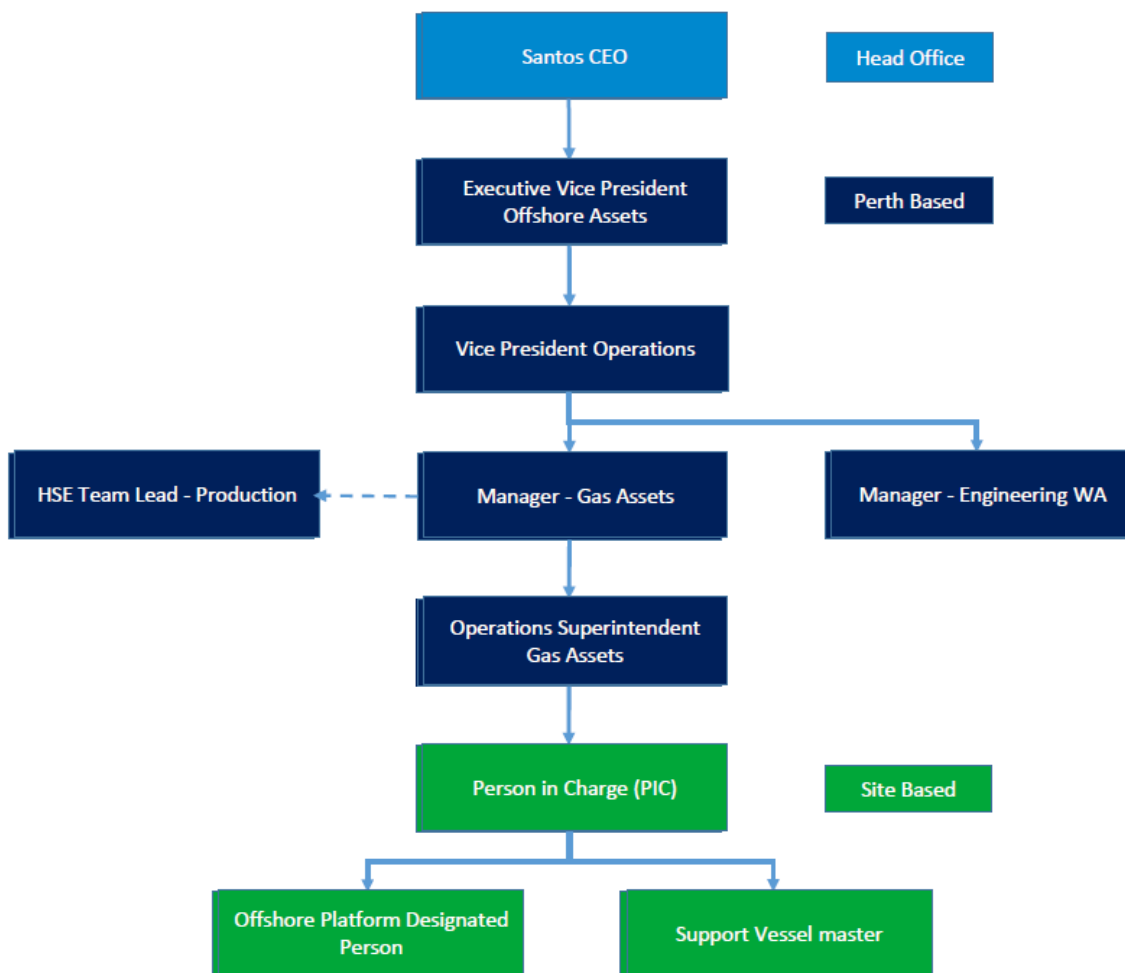 Santos CEO
Head Office
Executive Vice President
Offshore Assets
Perth Based
Vice President Operations
HSE Team Lead - Production
Manager - Gas Assets
Manager - Engineering WA
Operations Superintendent
Gas Assets
Person in Charge (PIC)
Site Based
Offshore Platform Designated
Person
Support Vessel master